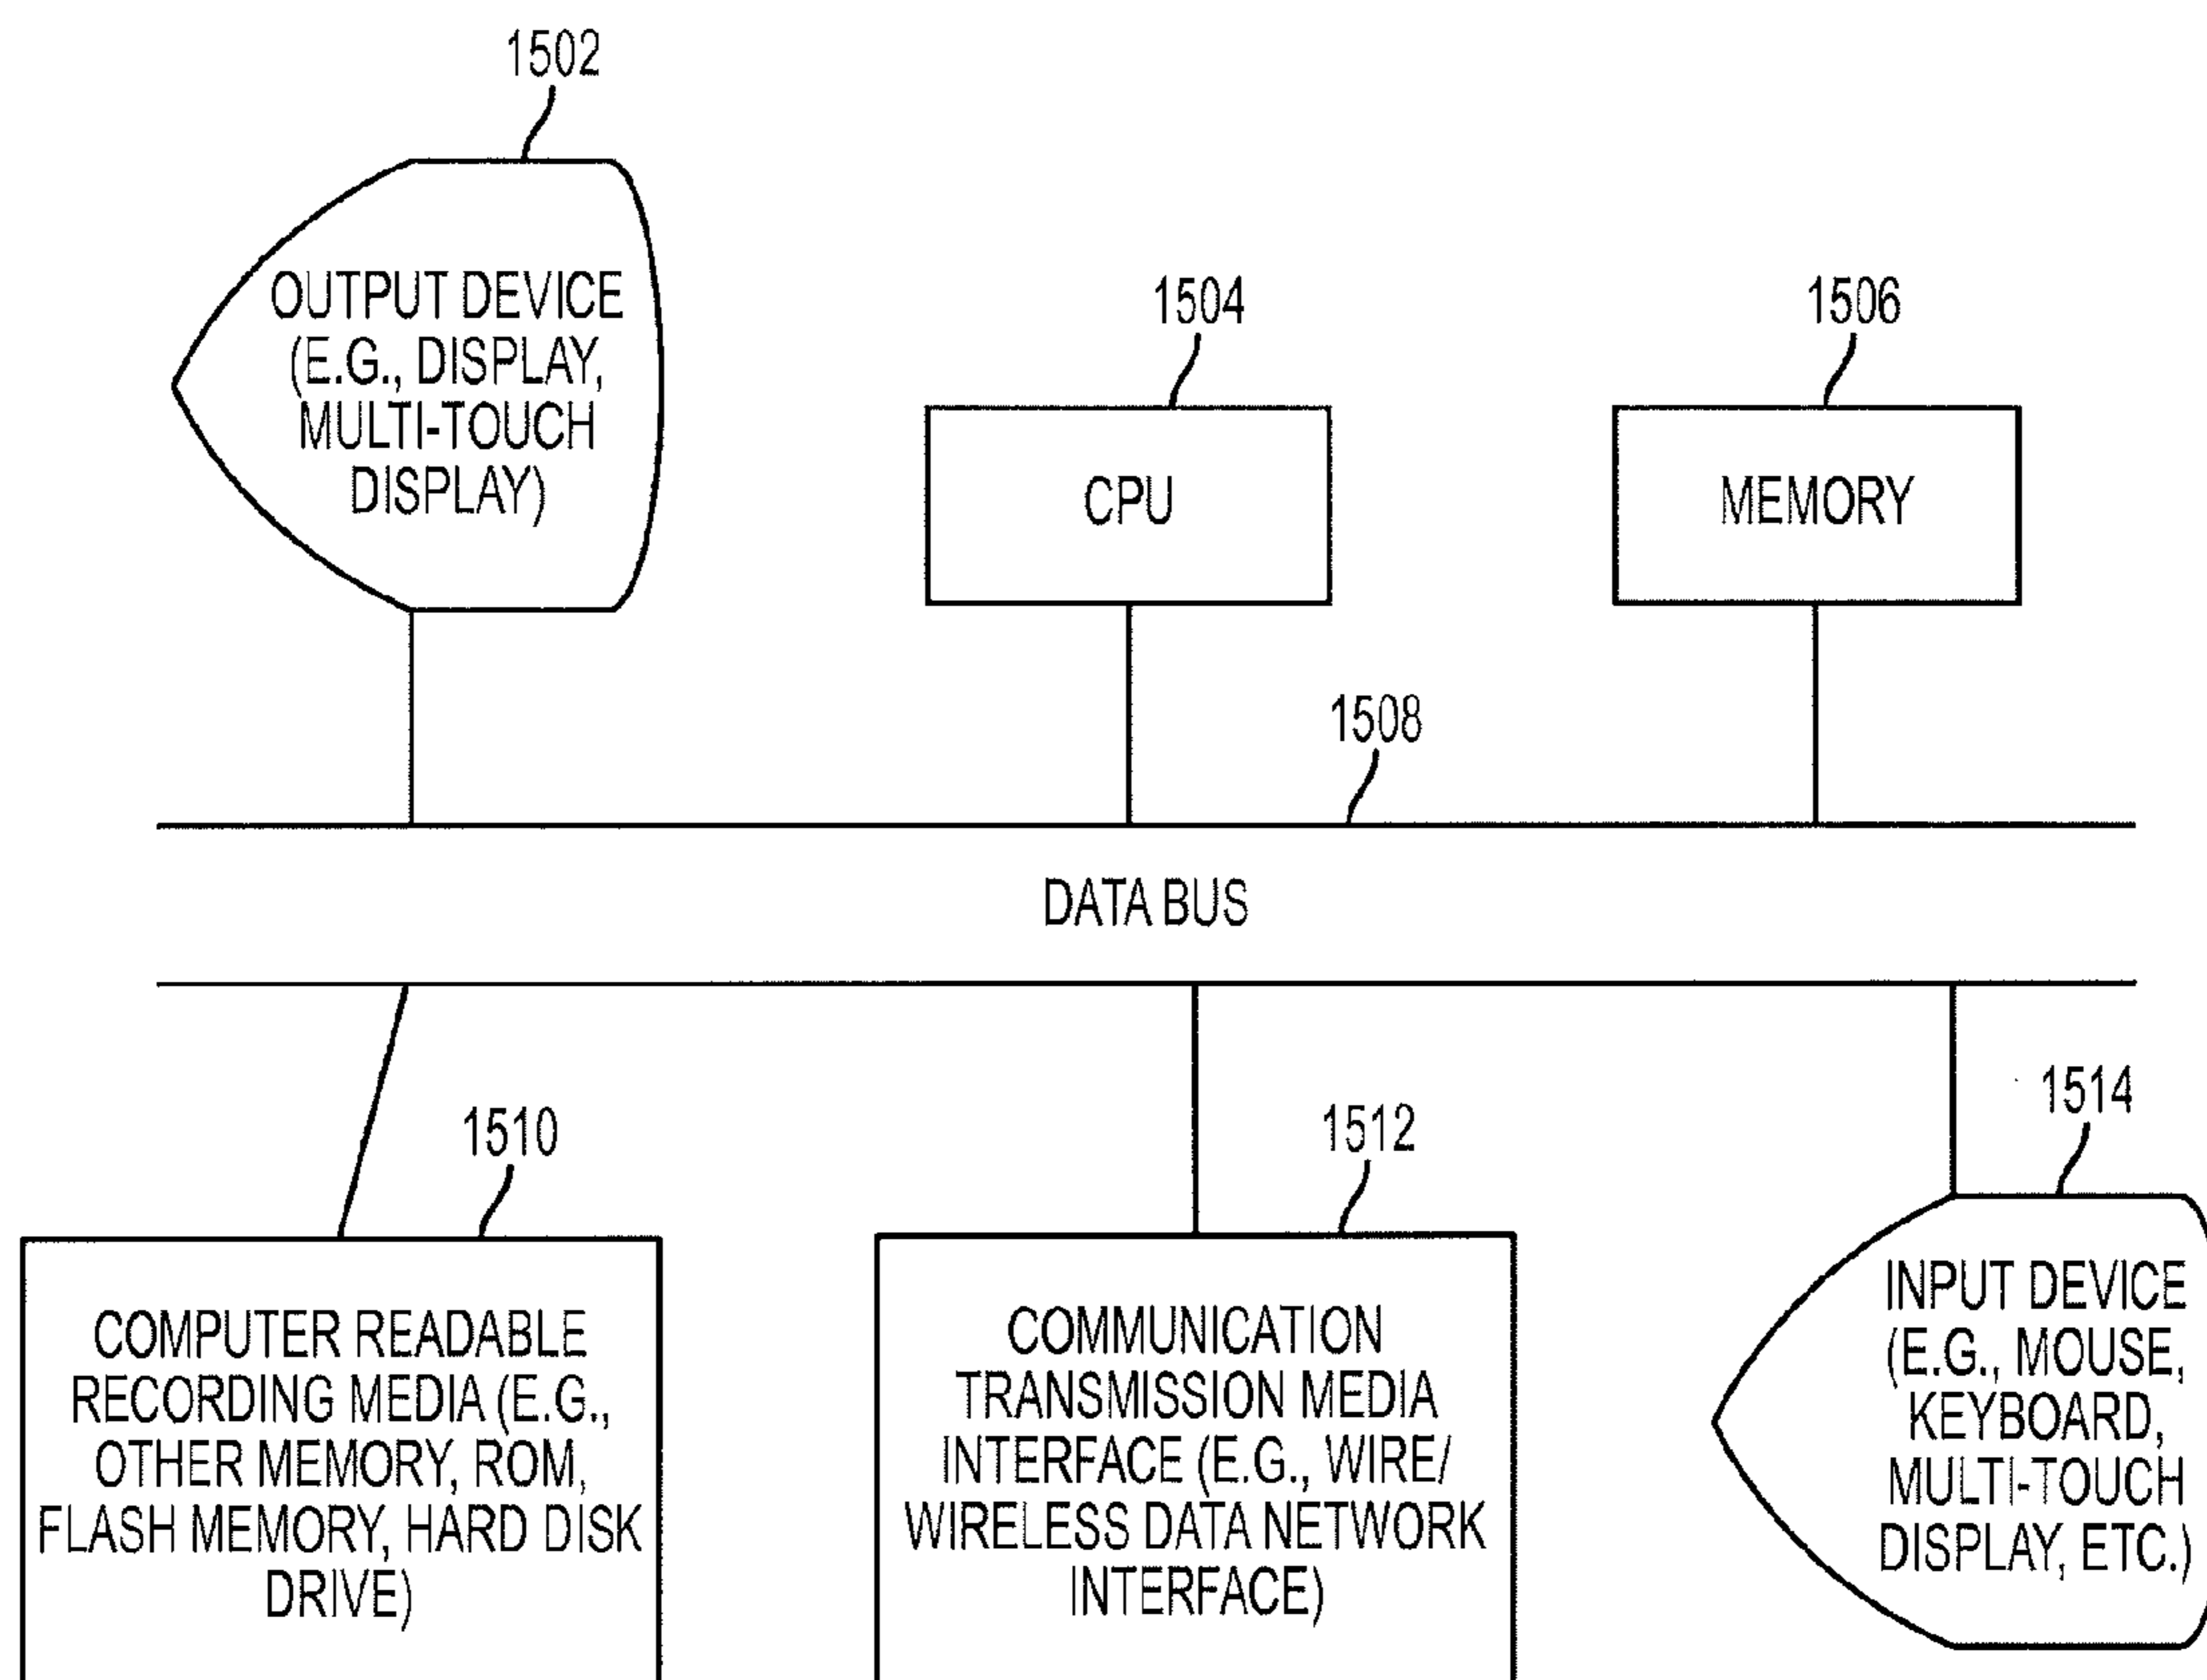 1502
OUTPUT DEVICE
(E.G., DISPLAY,
MULTI-TOUCH
DISPLAY)
1504
CPU
1506
MEMORY
1508
DATA BUS
1510
COMPUTER READABLE
RECORDING MEDIA (E.G.,
OTHER MEMORY, ROM,
FLASH MEMORY, HARD DISK
DRIVE)
1512
COMMUNICATION
TRANSMISSION MEDIA
INTERFACE (E.G., WIRE/
WIRELESS DATA NETWORK
INTERFACE)
1514
INPUT DEVICE
(E.G., MOUSE,
KEYBOARD,
MULTI-TOUCH
DISPLAY, ETC.)